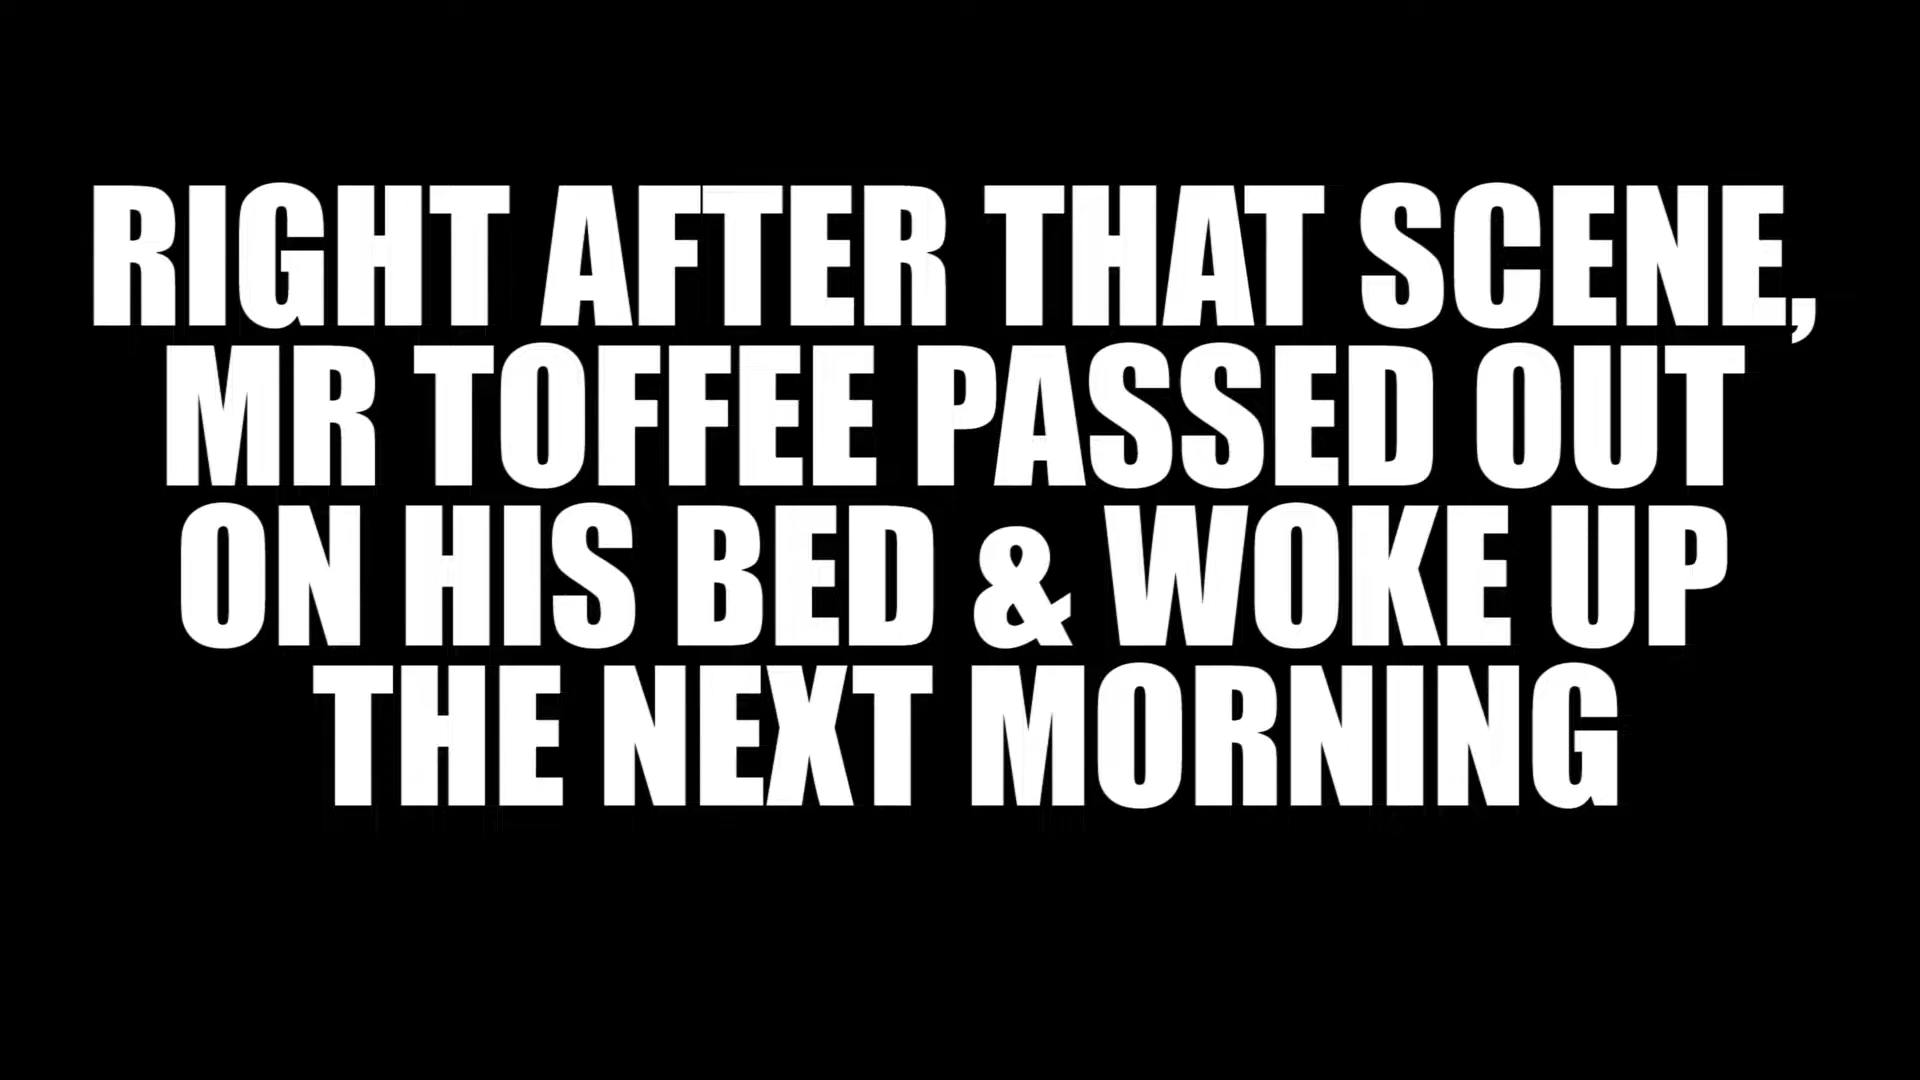 RIGHT AFTER THAT SCENE,
MR TOFFEE PASSED OUT
ON HIS BED & WOKE UP
THE NEXT MORNING